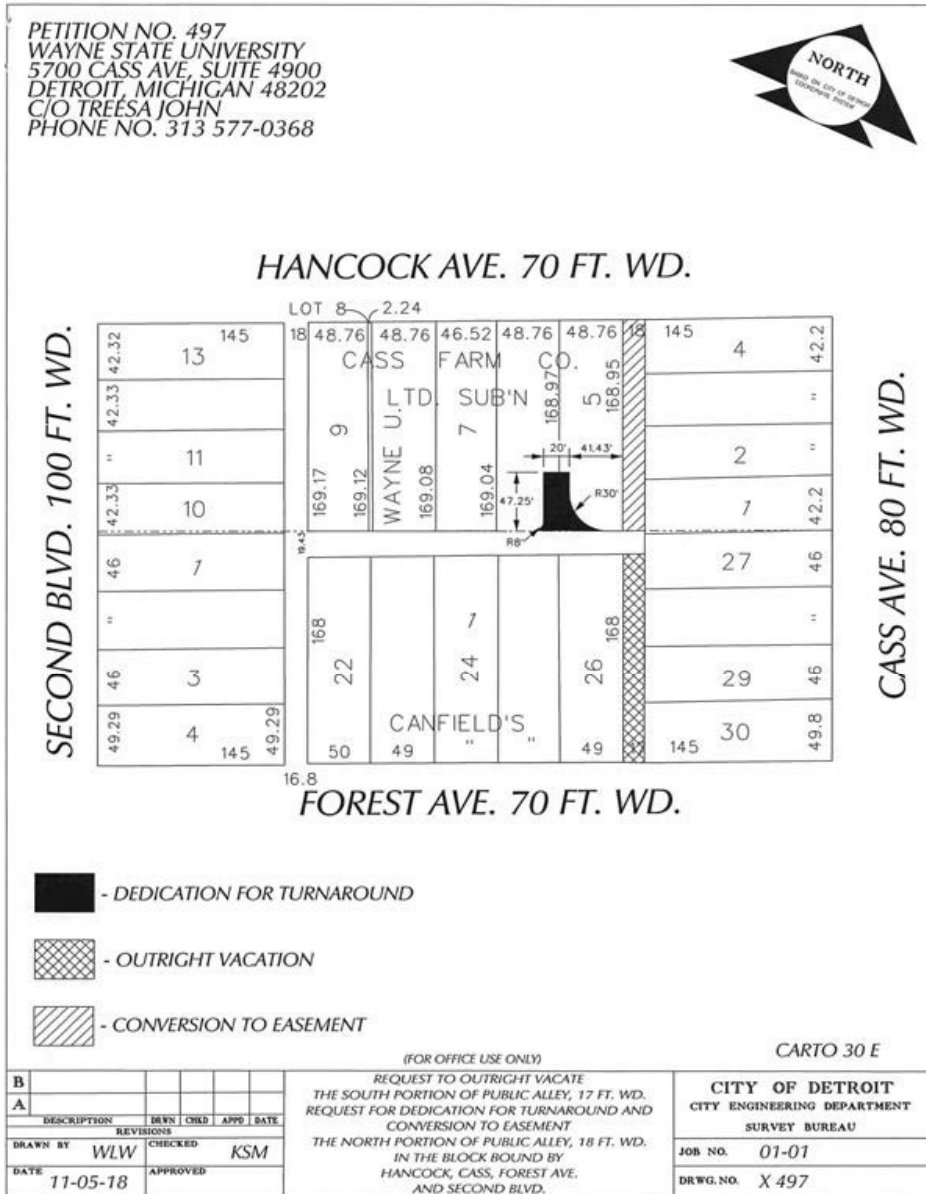 PETITION NO. 497
WAYNE STATE UNIVERSITY
5700 CASS AVE, SUITE 4900
DETROIT, MICHIGAN 48202
C/O TREESA JOHN
PHONE NO. 313 577-0368
NORTH
BASED ON CITY OF DETROIT
COORDINATE SYSTEM
HANCOCK AVE. 70 FT. WD.
SECOND BLVD. 100 FT. WD.
CASS AVE. 80 FT. WD.
LOT 8 2.24
42.32 13 145 18 48.76 48.76 46.52 48.76 48.76 18 145 4 42.2
CASS FARM CO.
LTD. SUB'N
42.33 "
9 WAYNE U. 7 168.97 5 168.95
" 11 2
20' 41.43'
42.33 10 169.17 169.12 169.08 169.04 47.25' R30' 1 42.2
R8'
19.43
46 1 27 46
" "
168 1 168
46 3 22 24 26 29 46
49.29 4 49.29 CANFIELD'S 30 49.8
145 50 49 " " 49 17 145
16.8
FOREST AVE. 70 FT. WD.
- DEDICATION FOR TURNAROUND
- OUTRIGHT VACATION
- CONVERSION TO EASEMENT
CARTO 30 E
(FOR OFFICE USE ONLY)
B
A
DESCRIPTION DRWN CHKD APPD DATE
REVISIONS
DRAWN BY WLW CHECKED KSM
DATE 11-05-18 APPROVED
REQUEST TO OUTRIGHT VACATE
THE SOUTH PORTION OF PUBLIC ALLEY, 17 FT. WD.
REQUEST FOR DEDICATION FOR TURNAROUND AND
CONVERSION TO EASEMENT
THE NORTH PORTION OF PUBLIC ALLEY, 18 FT. WD.
IN THE BLOCK BOUND BY
HANCOCK, CASS, FOREST AVE.
AND SECOND BLVD.
CITY OF DETROIT
CITY ENGINEERING DEPARTMENT
SURVEY BUREAU
JOB NO. 01-01
DRWG. NO. X 497